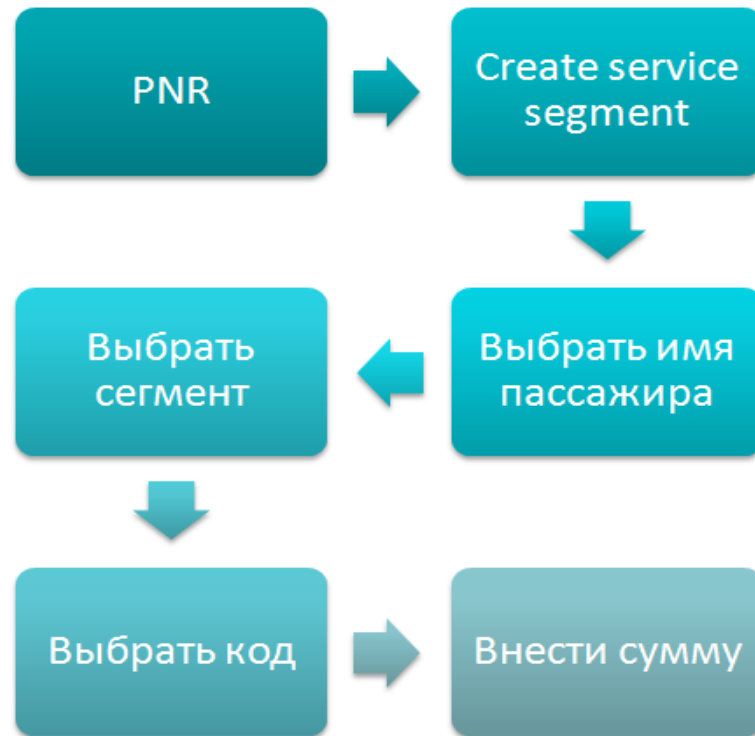 PNR
Create service
segment
Выбрать имя
пассажира
Выбрать
сегмент
Выбрать код
Внести сумму